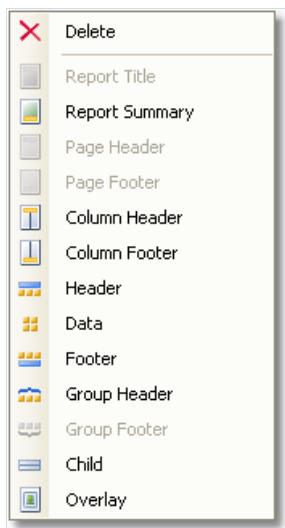 Delete
Report Title
Report Summary
Page Header
Page Footer
Column Header
Column Footer
Header
Data
Footer
Group Header
Group Footer
Child
Overlay